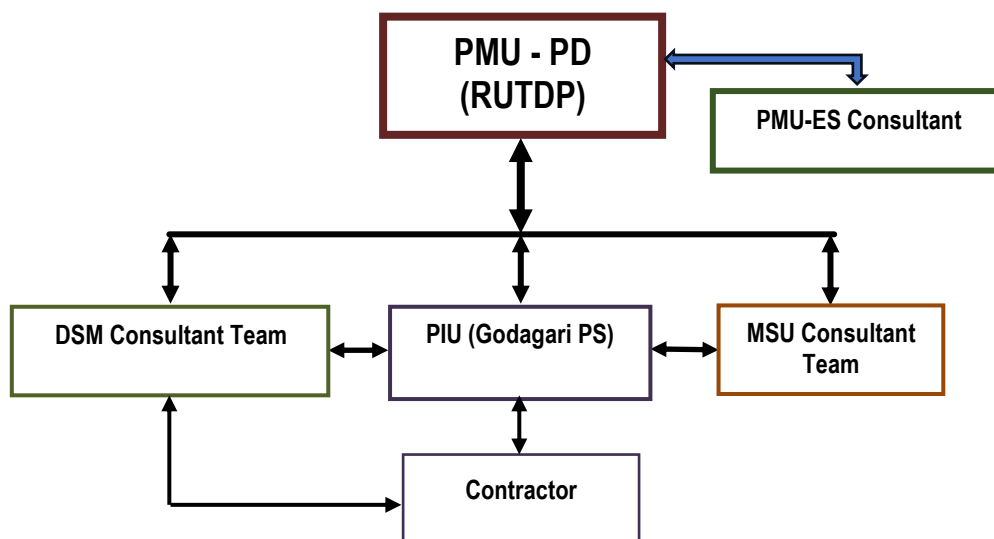 PMU - PD
(RUTDP)
PMU-ES Consultant
DSM Consultant Team
PIU (Godagari PS)
MSU Consultant
Team
Contractor